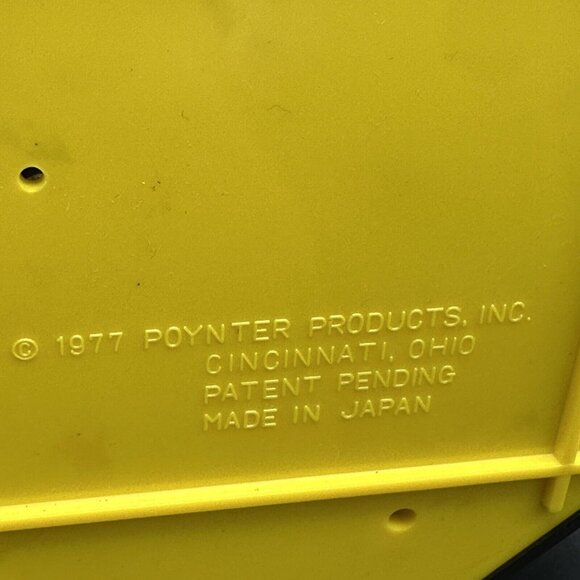 © 1977 POYNTER PRODUCTS, INC.
CINCINNATI, OHIO
PATENT PENDING
MADE IN JAPAN